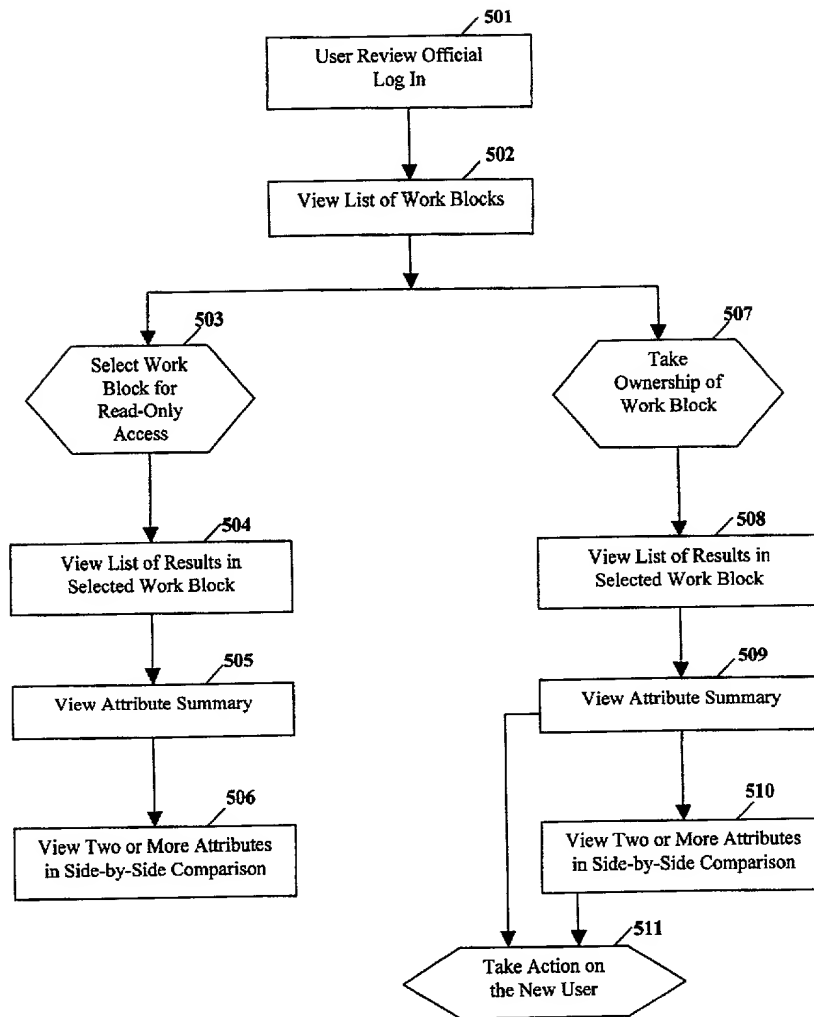 501
User Review Official
Log In
502
View List of Work Blocks
503
Select Work
Block for
Read-Only
Access
507
Take
Ownership of
Work Block
504
View List of Results in
Selected Work Block
508
View List of Results in
Selected Work Block
505
View Attribute Summary
509
View Attribute Summary
506
View Two or More Attributes
in Side-by-Side Comparison
510
View Two or More Attributes
in Side-by-Side Comparison
511
Take Action on
the New User